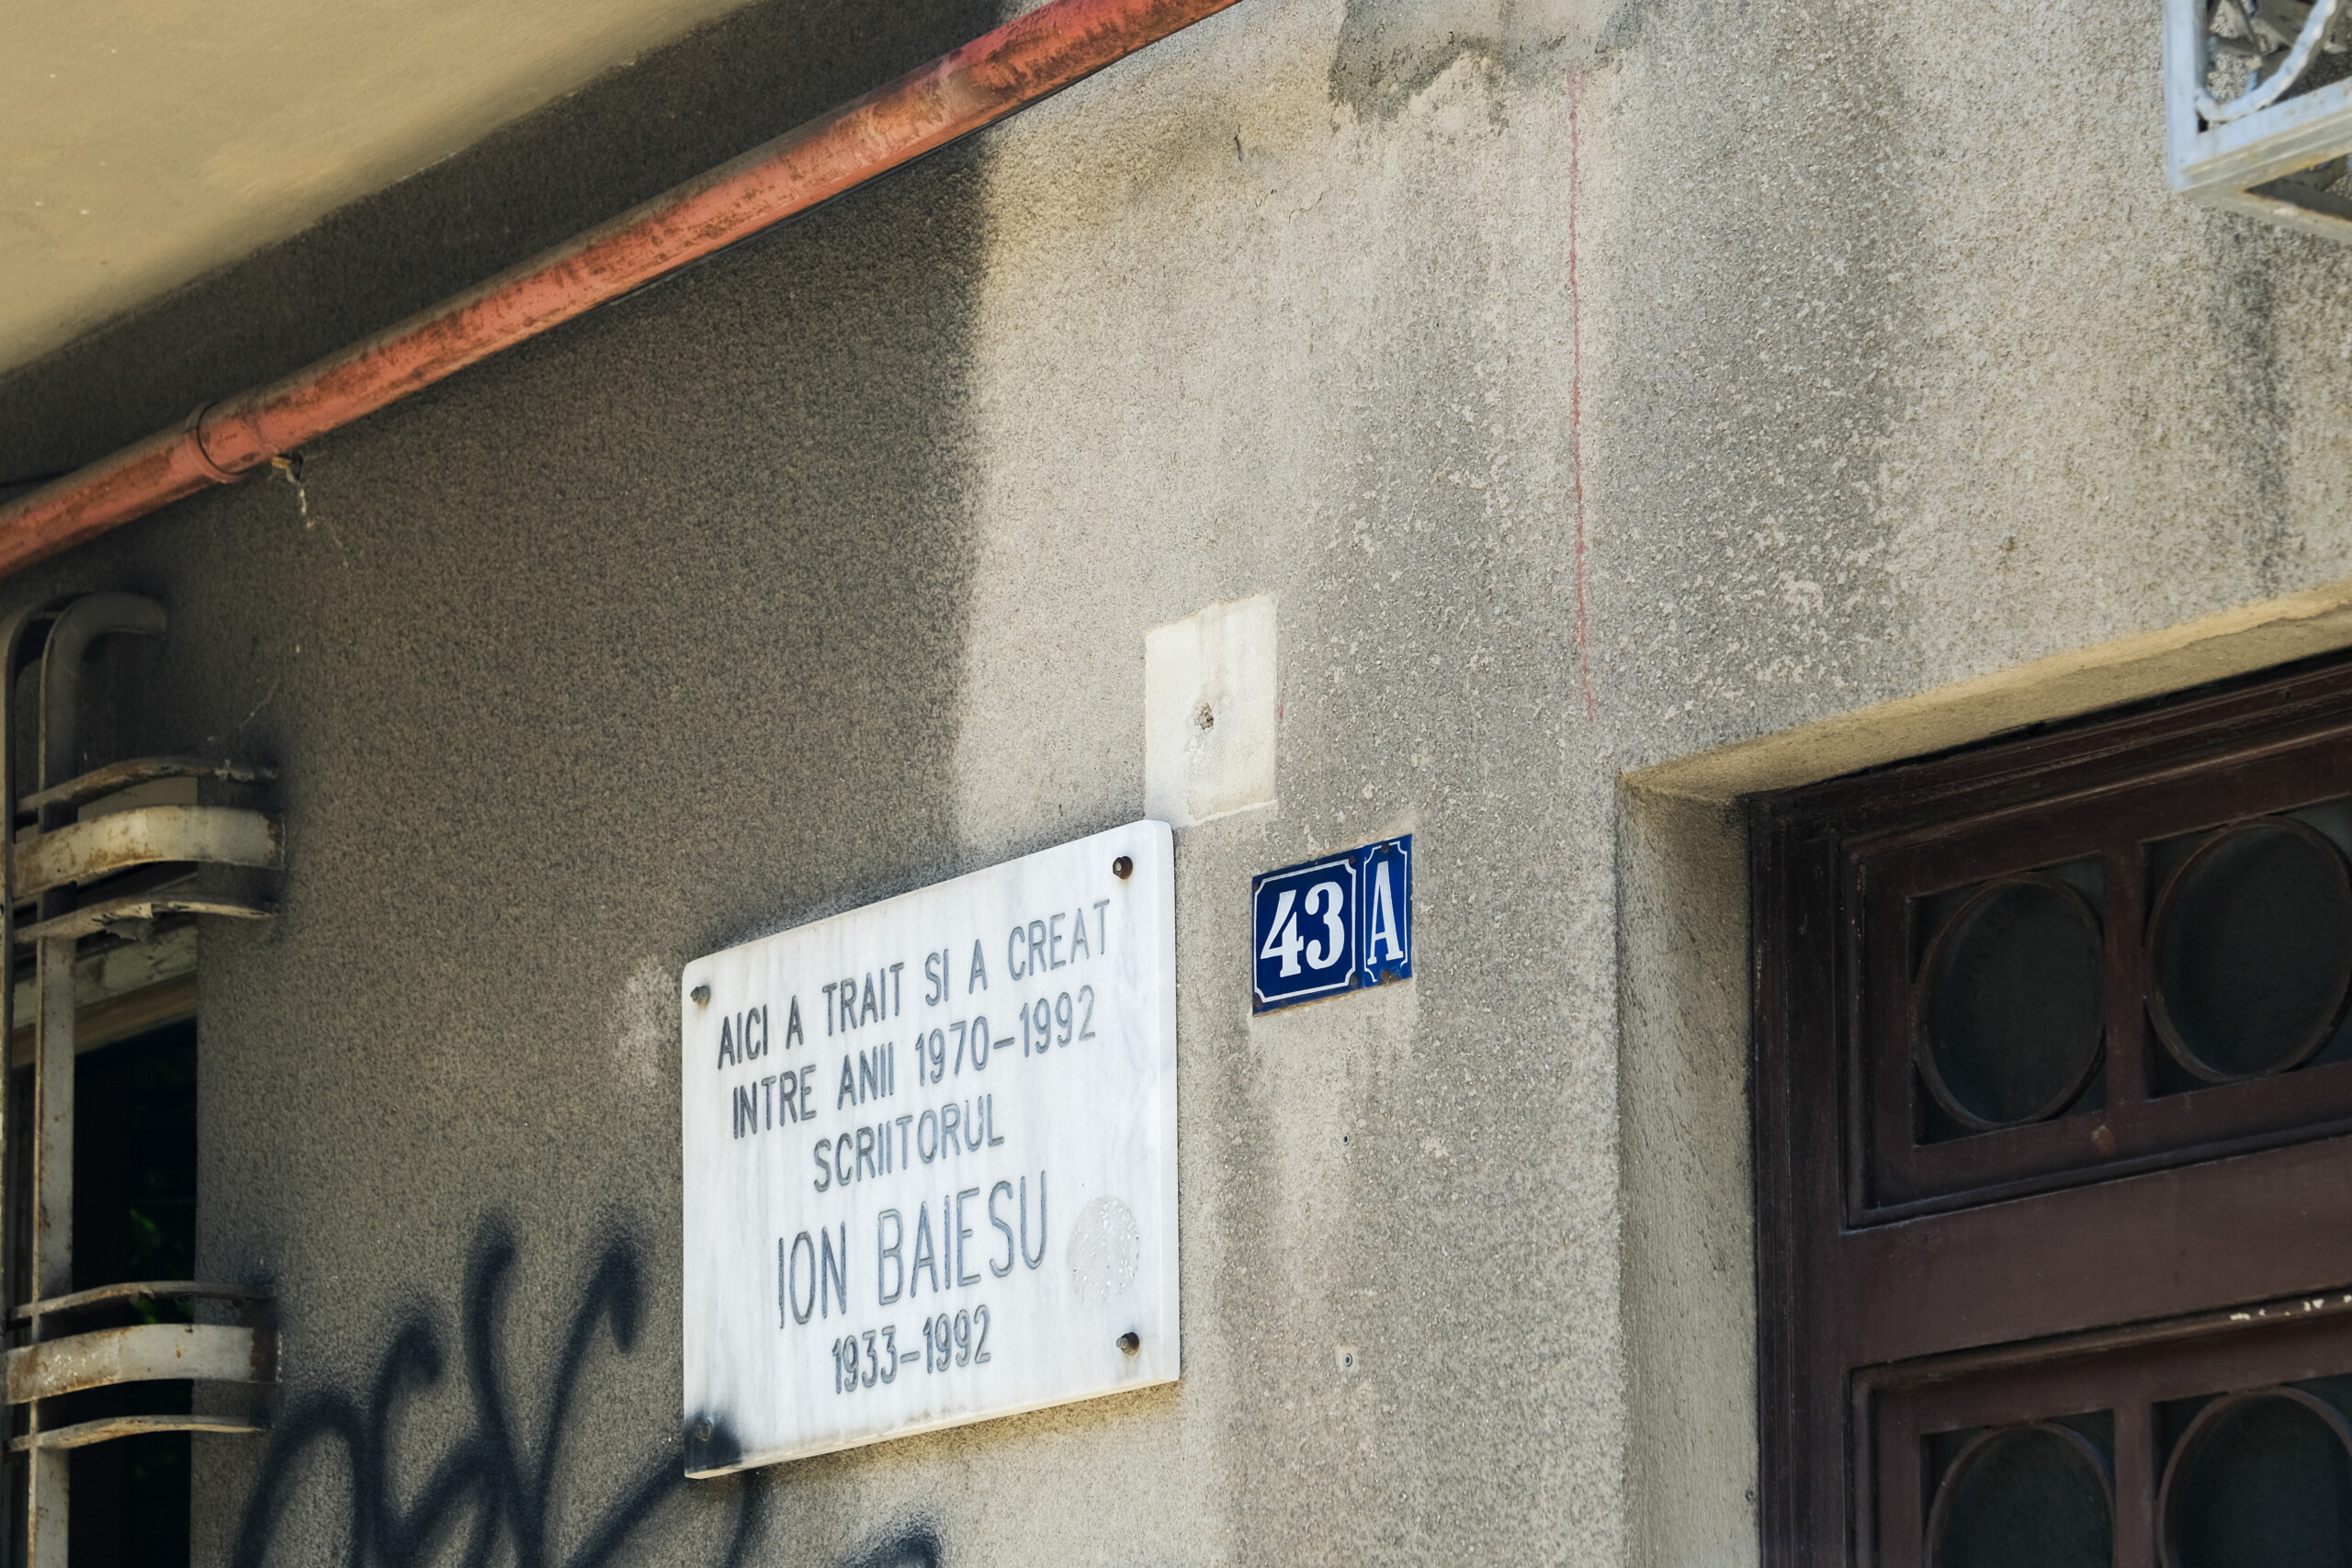 AICI A TRAIT SI A CREAT
INTRE ANII 1970-1992
SCRIITORUL
ION BAIESU
1933-1992
43 A